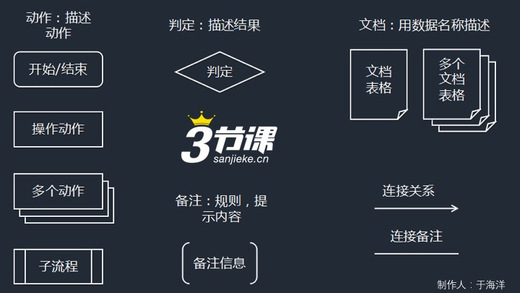 动作：描述
动作
开始/结束
操作动作
多个动作
子流程
判定：描述结果
判定
3节课
sanjieke.cn
备注：规则，提
示内容
备注信息
文档：用数据名称描述
文档
表格
多个
文档
表格
连接关系
连接备注
制作人：于海洋